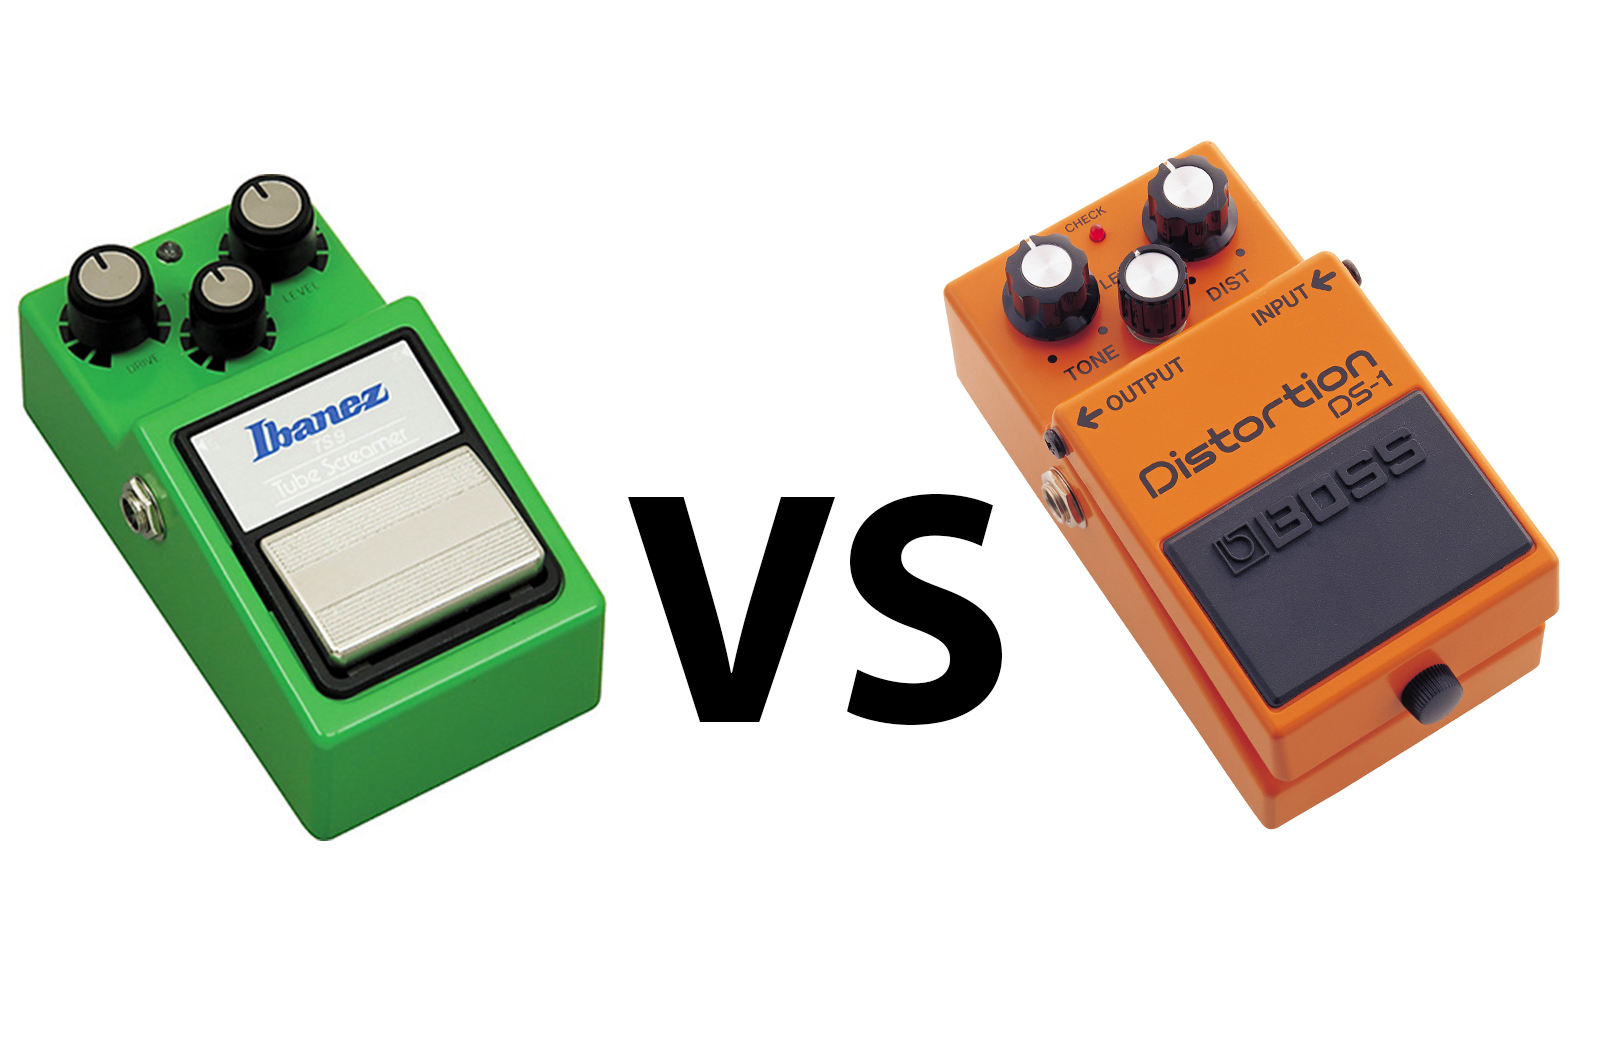 DRIVE
LEVEL
Ibanez
TS9
Tube Screamer
VS
CHECK
TONE
DIST
OUTPUT
INPUT
Distortion
DS-1
BOSS